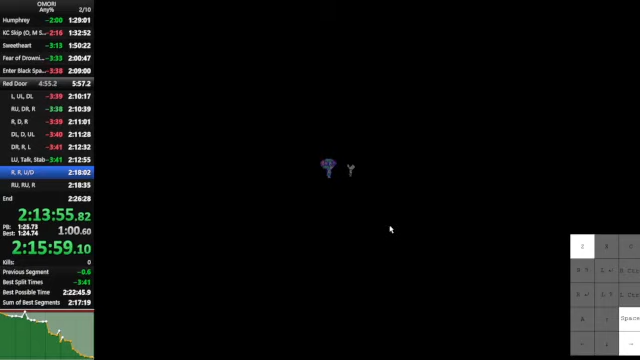 OMORI
Any% 2/10
Humphrey −2:00 1:29:01
KC Skip (O, M S... −2:16 1:32:52
Sweetheart −3:13 1:50:22
Fear of Drowni... −3:33 2:00:47
Enter Black Spa... −3:38 2:09:00
Red Door 4:55.2 5:57.2
L, UL, DL −3:39 2:10:17
RU, DR, R −3:38 2:10:39
R, D, R −3:39 2:11:01
DL, D, UL −3:40 2:11:28
DR, R, L −3:41 2:12:32
LU, Talk, Stab −3:41 2:12:55
R, R, U/D 2:18:02
RU, RU, R 2:18:35
End 2:26:28
2:13:55.82
PB: 1:25.73
Best: 1:24.74
1:00.60
2:15:59.10
Kills: 0
Previous Segment −0.6
Best Split Times −3:41
Best Possible Time 2:22:45.9
Sum of Best Segments 2:17:19
Space